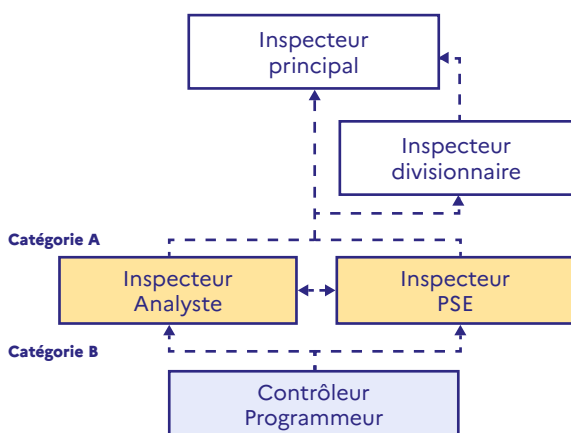 Inspecteur
principal
Inspecteur
divisionnaire
Catégorie A
Inspecteur
Analyste
Inspecteur
PSE
Catégorie B
Contrôleur
Programmeur